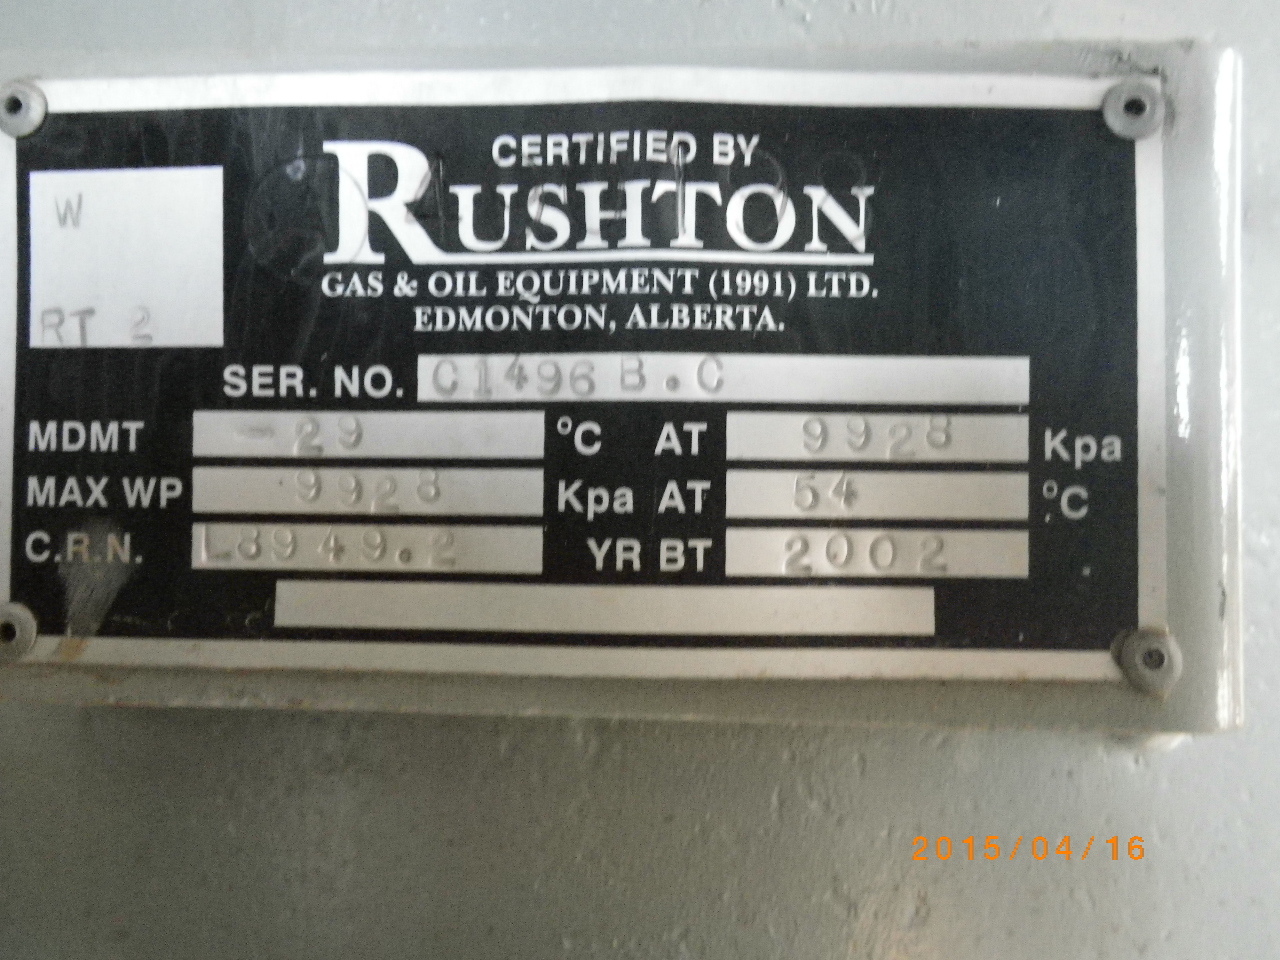 CERTIFIED BY
RUSHTON
GAS & OIL EQUIPMENT (1991) LTD.
EDMONTON, ALBERTA.
W
RT 2
SER. NO. C1496 B.C
MDMT -29 °C AT 9928 Kpa
MAX WP 9928 Kpa AT 54 °C
C.R.N. L8949.2 YR BT 2002
2015/04/16